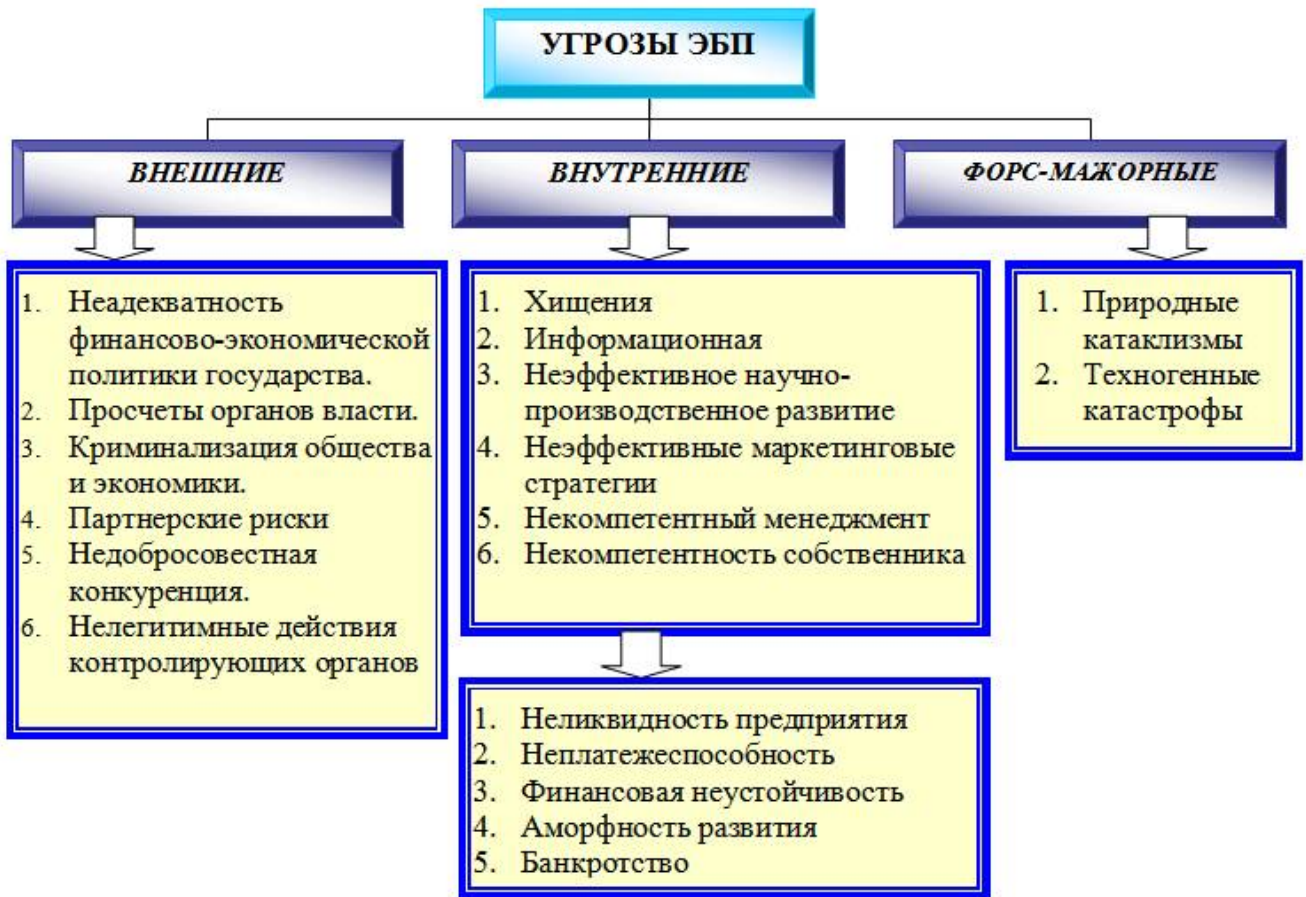 УГРОЗЫ ЭБП
ВНЕШНИЕ
ВНУТРЕННИЕ
ФОРС-МАЖОРНЫЕ
1. Неадекватность
финансово-экономической
политики государства.
2. Просчеты органов власти.
3. Криминализация общества
и экономики.
4. Партнерские риски
5. Недобросовестная
конкуренция.
6. Нелегитимные действия
контролирующих органов
1. Хищения
2. Информационная
3. Неэффективное научно-
производственное развитие
4. Неэффективные маркетинговые
стратегии
5. Некомпетентный менеджмент
6. Некомпетентность собственника
1. Неликвидность предприятия
2. Неплатежеспособность
3. Финансовая неустойчивость
4. Аморфность развития
5. Банкротство
1. Природные
катаклизмы
2. Техногенные
катастрофы